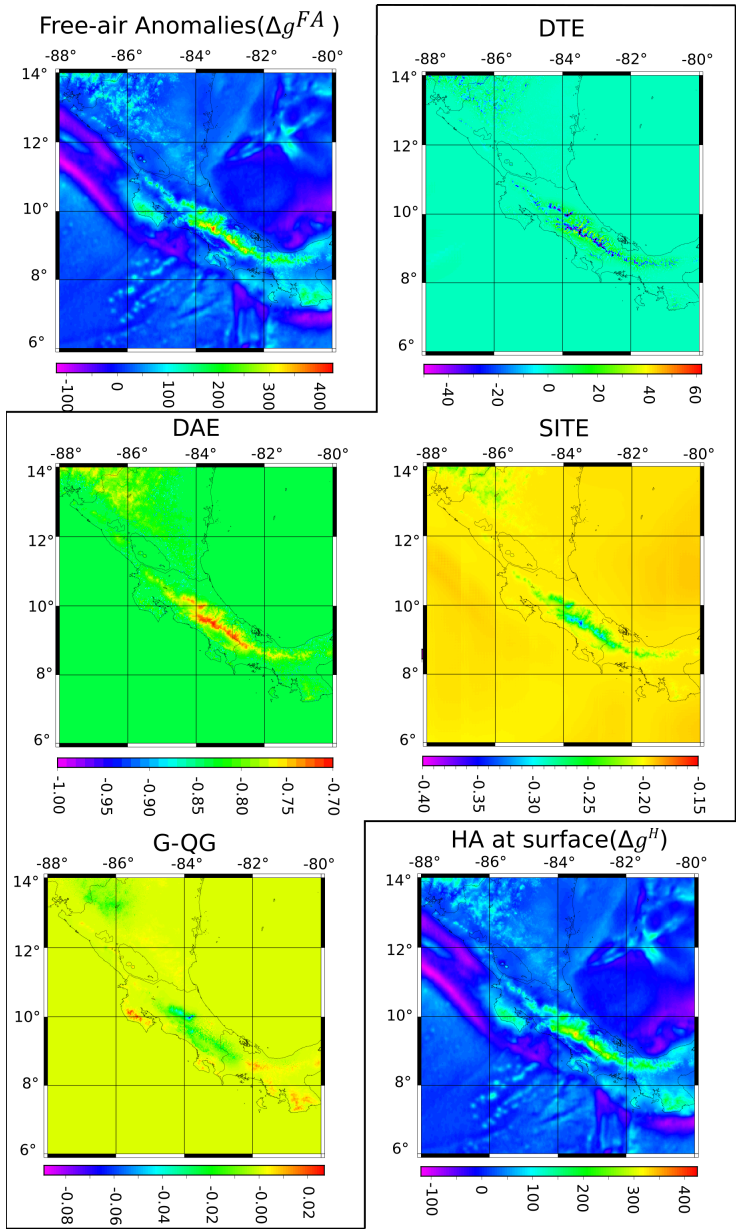 Free-air Anomalies(Δg^FA )
-88° -86° -84° -82° -80°
14°
12°
10°
8°
6°
-100 0 100 200 300 400
DTE
-88° -86° -84° -82° -80°
14°
12°
10°
8°
6°
-40 -20 0 20 40 60
DAE
-88° -86° -84° -82° -80°
14°
12°
10°
8°
6°
-1.00 -0.95 -0.90 -0.85 -0.80 -0.75 -0.70
SITE
-88° -86° -84° -82° -80°
14°
12°
10°
8°
6°
-0.40 -0.35 -0.30 -0.25 -0.20 -0.15
G-QG
-88° -86° -84° -82° -80°
14°
12°
10°
8°
6°
-0.08 -0.06 -0.04 -0.02 -0.00 0.02
HA at surface(Δg^H)
-88° -86° -84° -82° -80°
14°
12°
10°
8°
6°
-100 0 100 200 300 400